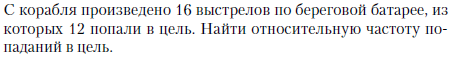 С корабля произведено 16 выстрелов по береговой батарее, из
которых 12 попали в цель. Найти относительную частоту по-
паданий в цель.